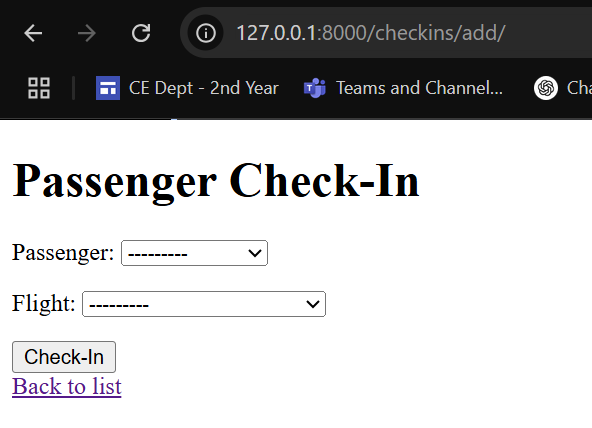 127.0.0.1:8000/checkins/add/
CE Dept - 2nd Year Teams and Channel... Cha
Passenger Check-In
Passenger: ---------
Flight: ---------
Check-In
Back to list